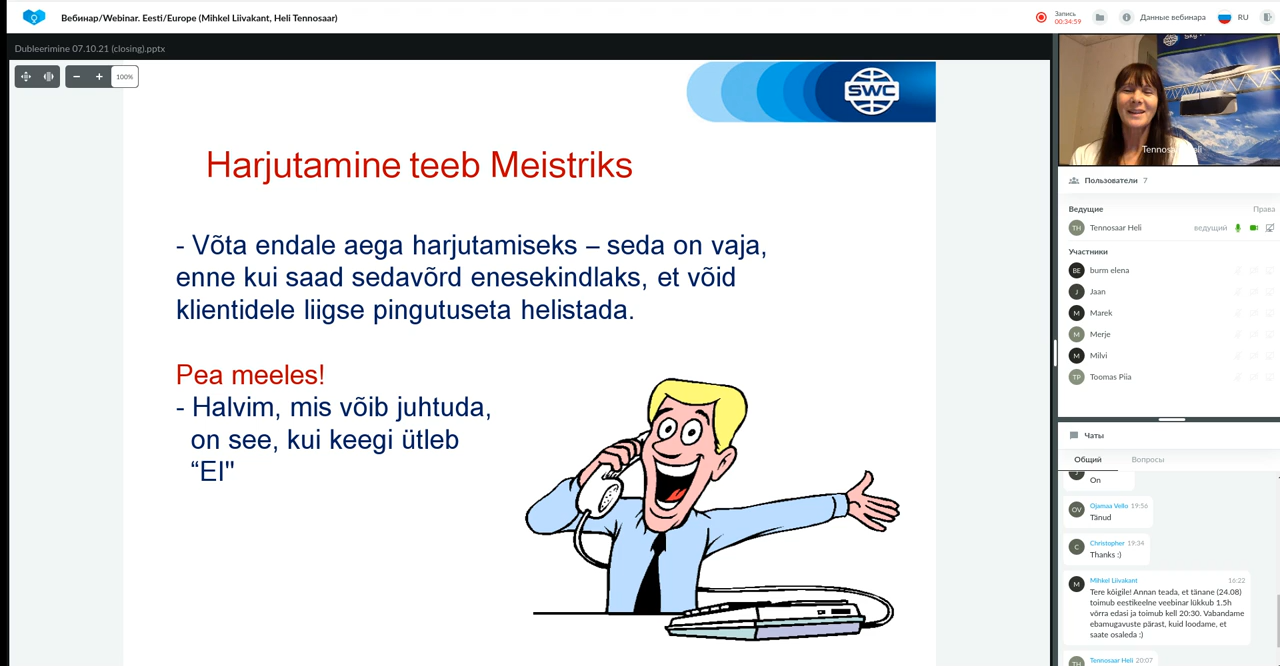 Вебинар/Webinar. Eesti/Europe (Mihkel Liivakant, Heli Tennosaar)
Запись
00:34:59
Данные вебинара
RU
Dubleerimine 07.10.21 (closing).pptx
100%
SWC
Harjutamine teeb Meistriks
- Võta endale aega harjutamiseks – seda on vaja,
enne kui saad sedavõrd enesekindlaks, et võid
klientidele liigse pingutuseta helistada.
Pea meeles!
- Halvim, mis võib juhtuda,
on see, kui keegi ütleb
“EI"
Пользователи 7
Ведущие
Права
TH Tennosaar Heli ведущий
Участники
BE burm elena
J Jaan
M Marek
M Merje
M Milvi
TP Toomas Piia
Чаты
Общий Вопросы
On
OV Ojamaa Vello 19:56
Tänud
C Christopher 19:34
Thanks :)
M Mihkel Liivakant 16:22
Tere kõigile! Annan teada, et tänane (24.08)
toimub eestikeelne veebinar lükkub 1.5h
võrra edasi ja toimub kell 20:30. Vabandame
ebamugavuste pärast, kuid loodame, et
saate osaleda :)
TH Tennosaar Heli 20:07